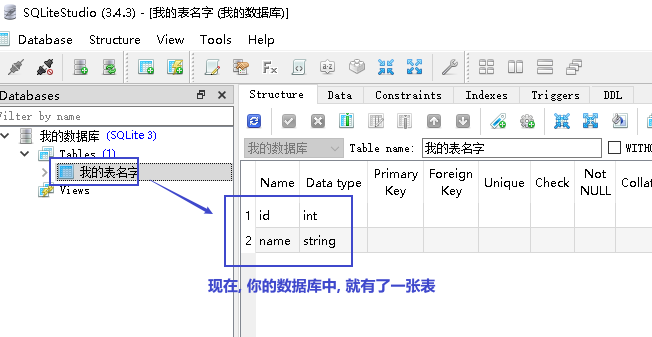 SQLiteStudio (3.4.3) - [我的表名字 (我的数据库)]
Database Structure View Tools Help
Databases
Filter by name
我的数据库 (SQLite 3)
Tables (1)
我的表名字
Views
Structure Data Constraints Indexes Triggers DDL
我的数据库 Table name: 我的表名字 WITHO
Name Data type Primary Key Foreign Key Unique Check Not NULL Collat
1 id int
2 name string
现在, 你的数据库中, 就有了一张表